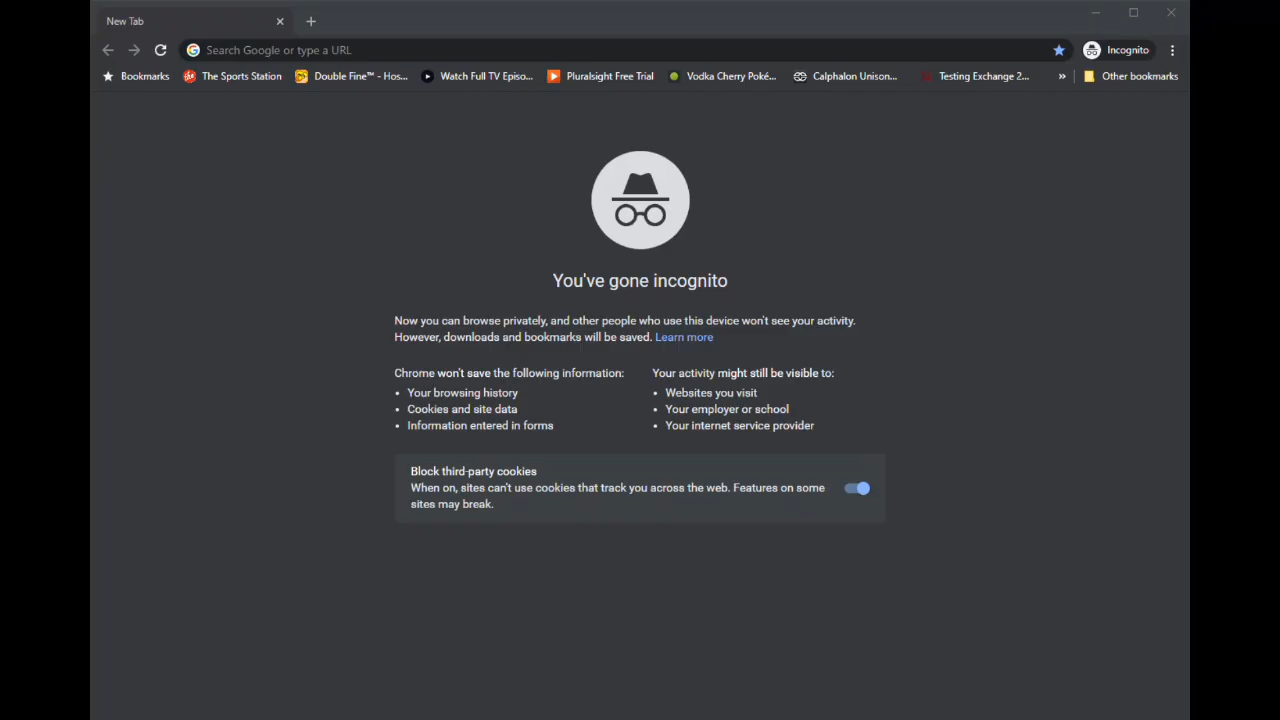 New Tab
Search Google or type a URL
Incognito
Bookmarks The Sports Station Double Fine™ - Hos... Watch Full TV Episo... Pluralsight Free Trial Vodka Cherry Poké... Calphalon Unison... Testing Exchange 2... » Other bookmarks
You've gone incognito
Now you can browse privately, and other people who use this device won't see your activity.
However, downloads and bookmarks will be saved. Learn more
Chrome won't save the following information:
• Your browsing history
• Cookies and site data
• Information entered in forms
Your activity might still be visible to:
• Websites you visit
• Your employer or school
• Your internet service provider
Block third-party cookies
When on, sites can't use cookies that track you across the web. Features on some
sites may break.